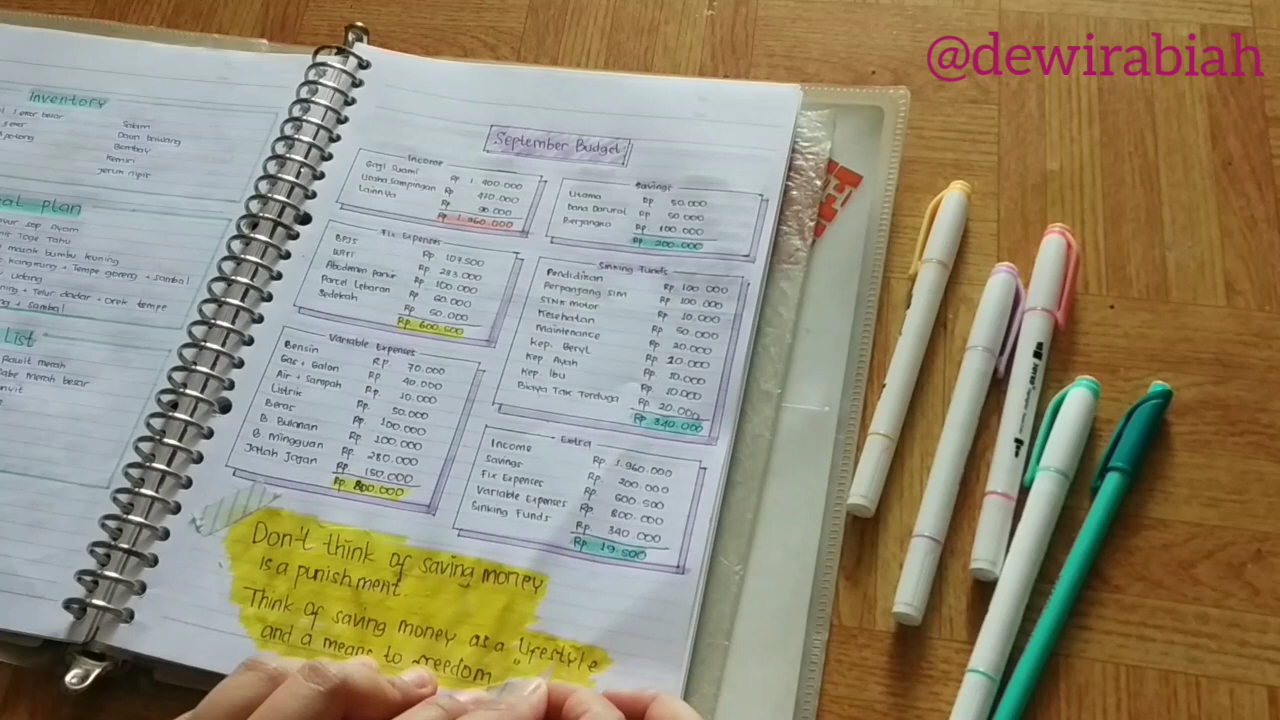 @dewirabiah
Inventory
Salam
Bombay
Kemiri
jeruk nipis
plan
List
September Budget
Income
Gaji Suami Rp 1.400.000
Usaha Sampingan Rp 470.000
Lainnya Rp 90.000
Rp 1.960.000
Savings
Utama Rp 50.000
Dana Darurat Rp 50.000
Berjangka Rp 100.000
Rp 200.000
Fix Expenses
BPJS Rp 107.500
WIFI Rp 283.000
Rp 100.000
Parcel Lebaran Rp 60.000
Sedekah Rp 50.000
Rp. 600.500
Sinking Funds
Pendidikan Rp 100.000
Perpanjang SIM Rp 100.000
STNK Motor Rp 10.000
Kesehatan Rp 50.000
Maintenance Rp 20.000
Kep. Beryl Rp 20.000
Kep. Ayah Rp 10.000
Kep. Ibu Rp. 10.000
Biaya Tak Terduga Rp. 20.000
Rp. 340.000
Variable Expenses
Bensin Rp 70.000
Gas + Galon Rp 40.000
Air + Sampah Rp. 10.000
Listrik Rp. 50.000
Beras Rp. 100.000
B. Bulanan Rp. 100.000
B. Mingguan Rp. 280.000
Jatah Jajan Rp. 150.000
Rp. 800.000
Extra
Income Rp. 1.960.000
Savings Rp. 200.000
Fix Expenses Rp. 600.500
Variable Expenses Rp. 800.000
Sinking Funds Rp. 340.000
Rp. 19.500
Don't think of saving money
is a punishment.
Think of saving money as a lifestyle
and a means to freedom